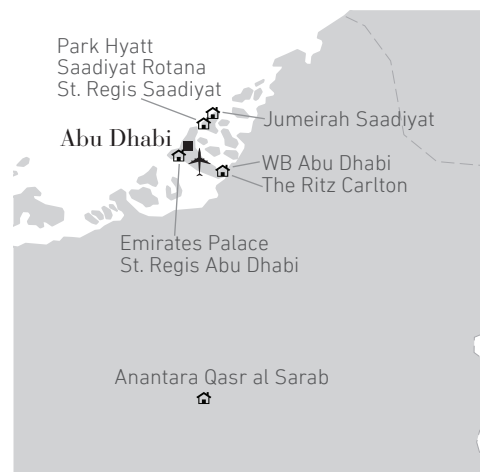 Park Hyatt
Saadiyat Rotana
St. Regis Saadiyat
Jumeirah Saadiyat
Abu Dhabi
WB Abu Dhabi
The Ritz Carlton
Emirates Palace
St. Regis Abu Dhabi
Anantara Qasr al Sarab